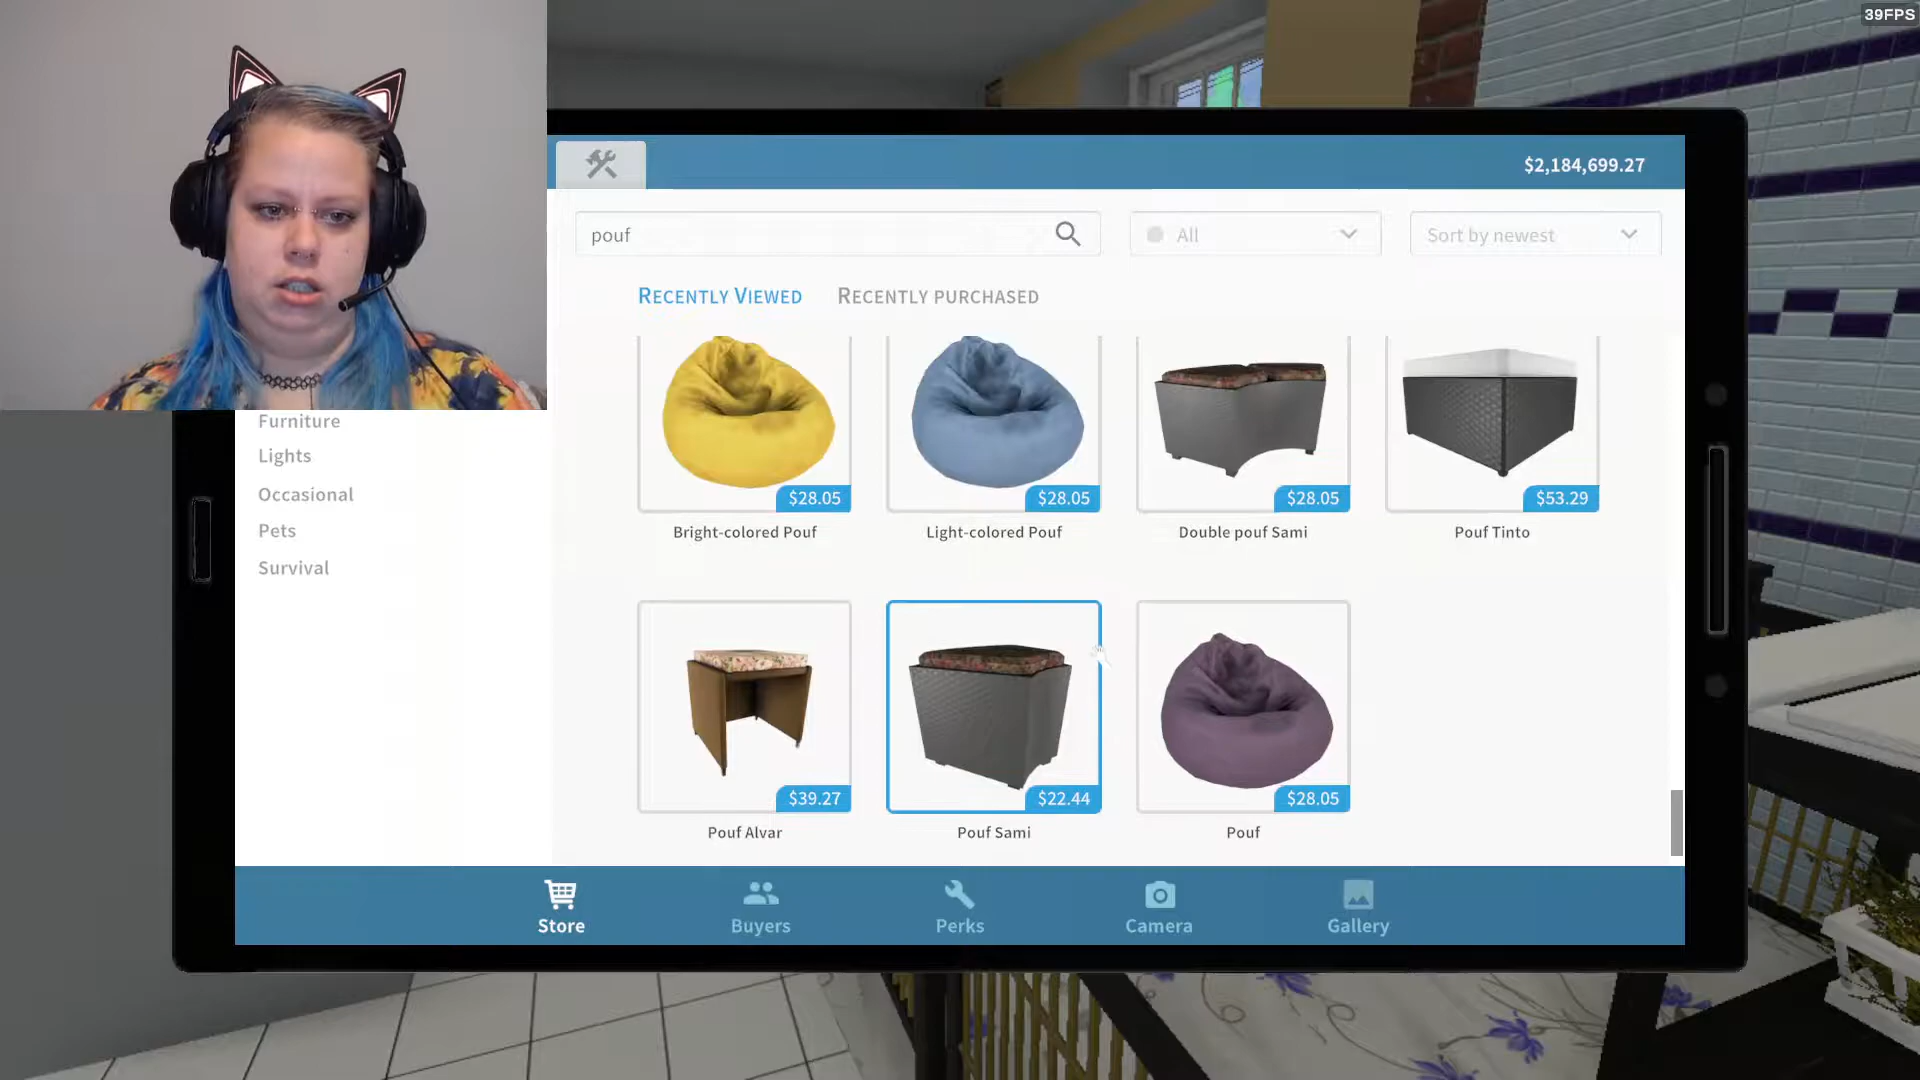 39FPS
$2,184,699.27
pouf
All
Sort by newest
RECENTLY VIEWED
RECENTLY PURCHASED
Furniture
Lights
Occasional
Pets
Survival
$28.05
$28.05
$28.05
$53.29
Bright-colored Pouf
Light-colored Pouf
Double pouf Sami
Pouf Tinto
$39.27
$22.44
$28.05
Pouf Alvar
Pouf Sami
Pouf
Store
Buyers
Perks
Camera
Gallery